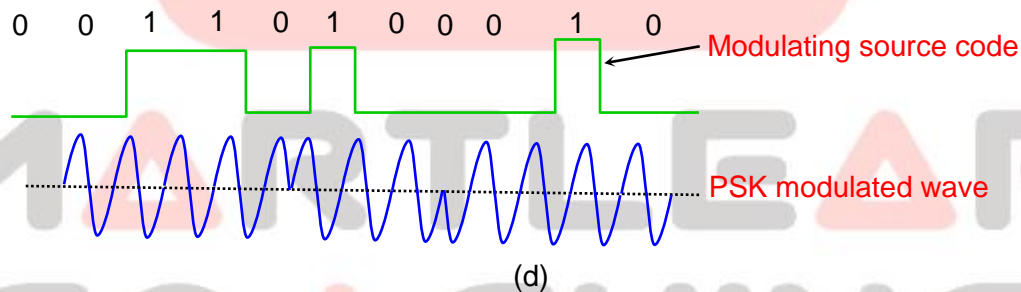 0 0 1 1 0 1 0 0 0 1 0
Modulating source code
PSK modulated wave
(d)